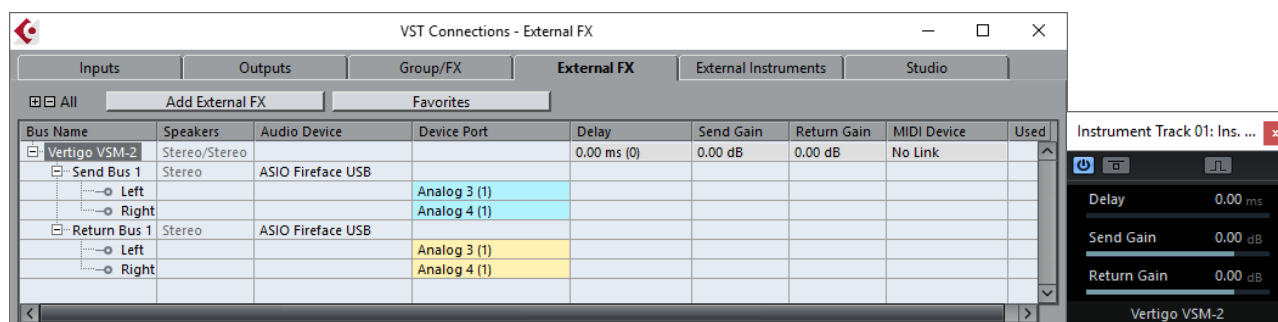 VST Connections - External FX
Inputs Outputs Group/FX External FX External Instruments Studio
All Add External FX Favorites
Bus Name Speakers Audio Device Device Port Delay Send Gain Return Gain MIDI Device Used
Vertigo VSM-2 Stereo/Stereo 0.00 ms (0) 0.00 dB 0.00 dB No Link
Send Bus 1 Stereo ASIO Fireface USB
Left Analog 3 (1)
Right Analog 4 (1)
Return Bus 1 Stereo ASIO Fireface USB
Left Analog 3 (1)
Right Analog 4 (1)
Instrument Track 01: Ins. ...
Delay 0.00 ms
Send Gain 0.00 dB
Return Gain 0.00 dB
Vertigo VSM-2